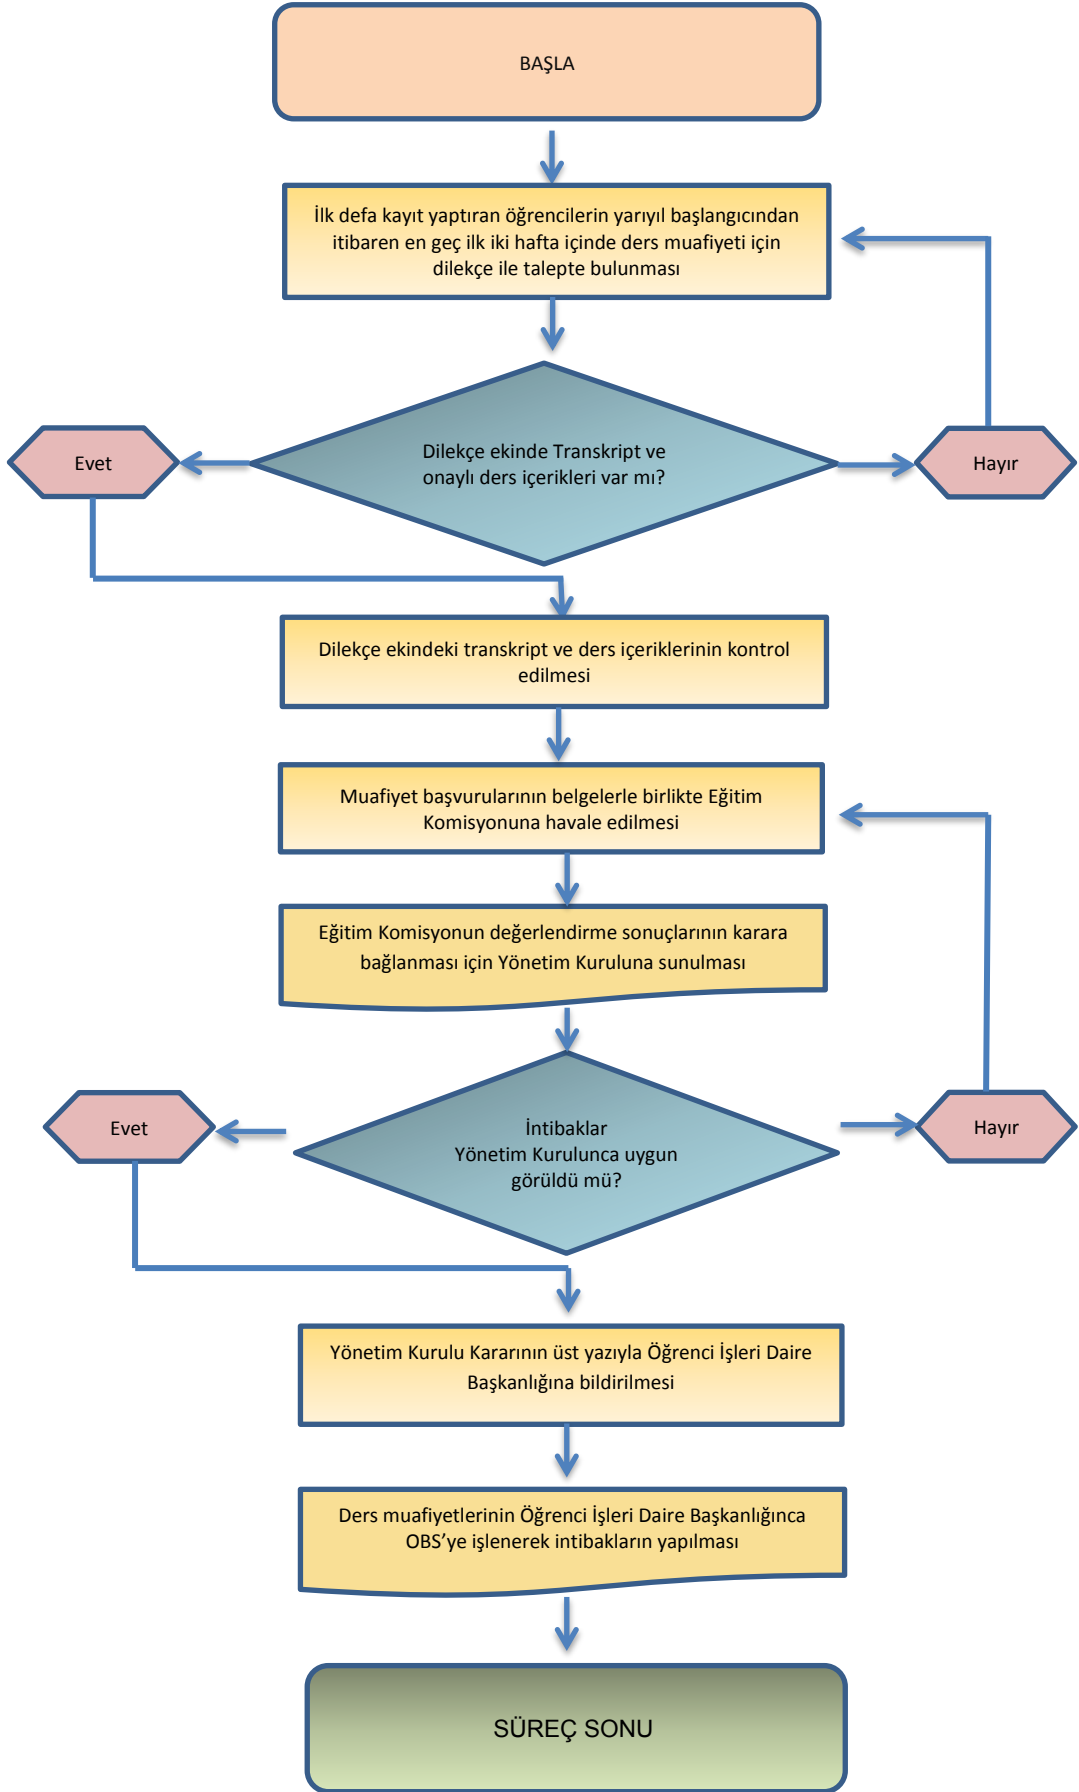 BAŞLA
İlk defa kayıt yaptıran öğrencilerin yarıyıl başlangıcından
itibaren en geç ilk iki hafta içinde ders muafiyeti için
dilekçe ile talepte bulunması
Evet
Dilekçe ekinde Transkript ve
onaylı ders içerikleri var mı?
Hayır
Dilekçe ekindeki transkript ve ders içeriklerinin kontrol
edilmesi
Muafiyet başvurularının belgelerle birlikte Eğitim
Komisyonuna havale edilmesi
Eğitim Komisyonun değerlendirme sonuçlarının karara
bağlanması için Yönetim Kuruluna sunulması
Evet
İntibaklar
Yönetim Kurulunca uygun
görüldü mü?
Hayır
Yönetim Kurulu Kararının üst yazıyla Öğrenci İşleri Daire
Başkanlığına bildirilmesi
Ders muafiyetlerinin Öğrenci İşleri Daire Başkanlığınca
OBS’ye işlenerek intibakların yapılması
SÜREÇ SONU